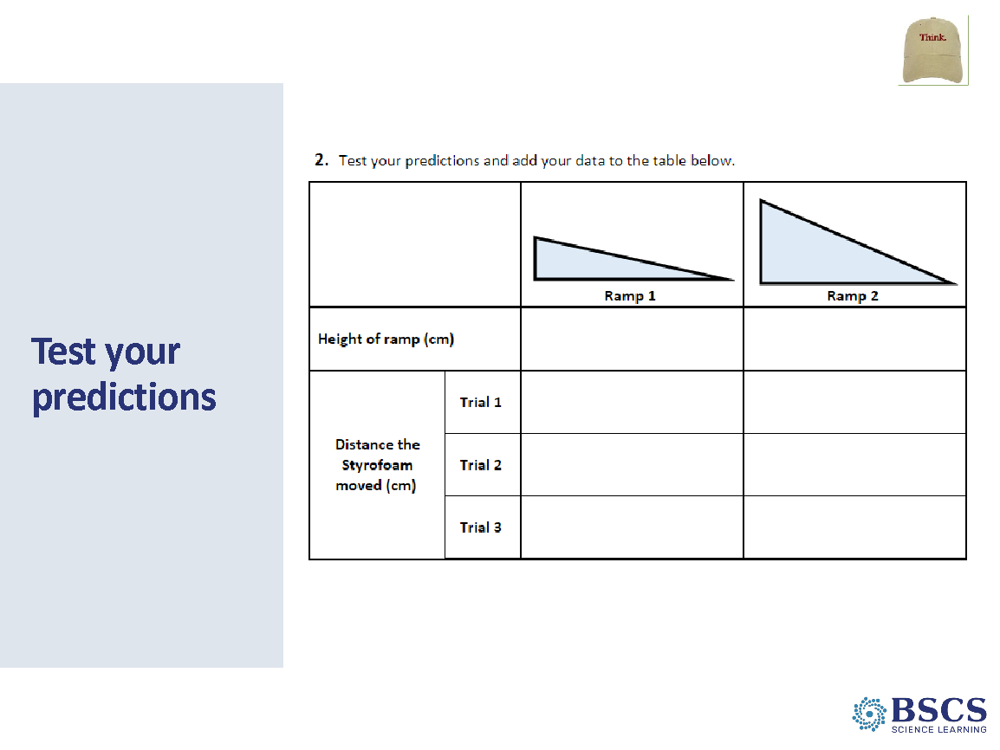 Think.
Test your
predictions
2. Test your predictions and add your data to the table below.
Ramp 1
Ramp 2
Height of ramp (cm)
Distance the
Styrofoam
moved (cm)
Trial 1
Trial 2
Trial 3
BSCS
SCIENCE LEARNING